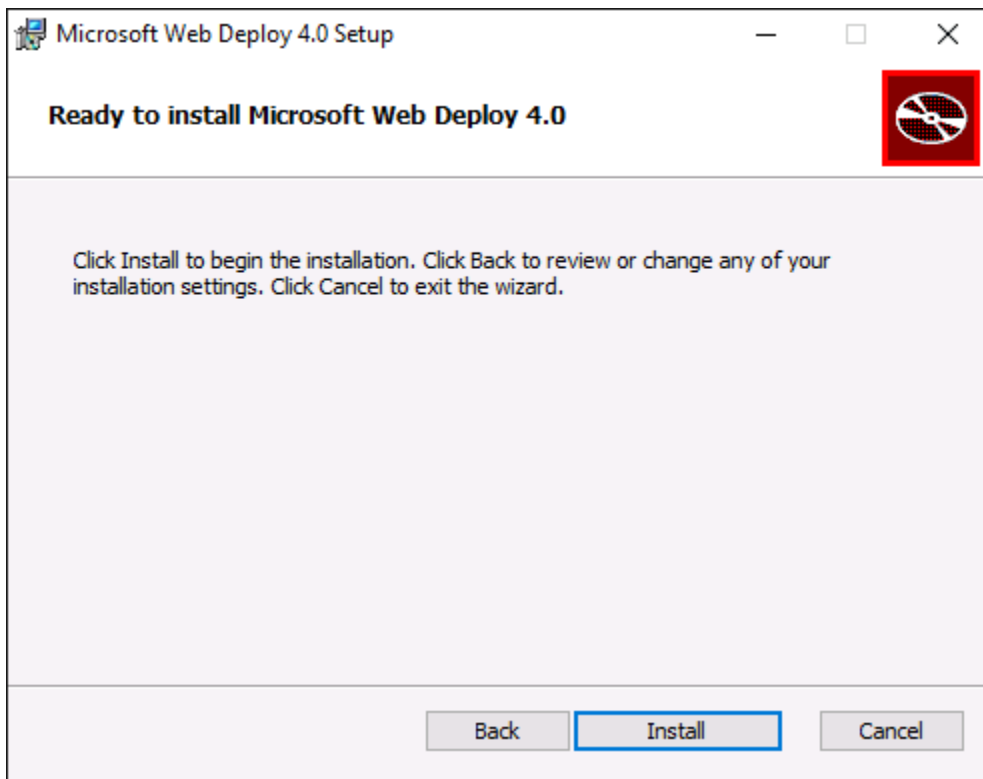 Microsoft Web Deploy 4.0 Setup
Ready to install Microsoft Web Deploy 4.0
Click Install to begin the installation. Click Back to review or change any of your
installation settings. Click Cancel to exit the wizard.
Back Install Cancel